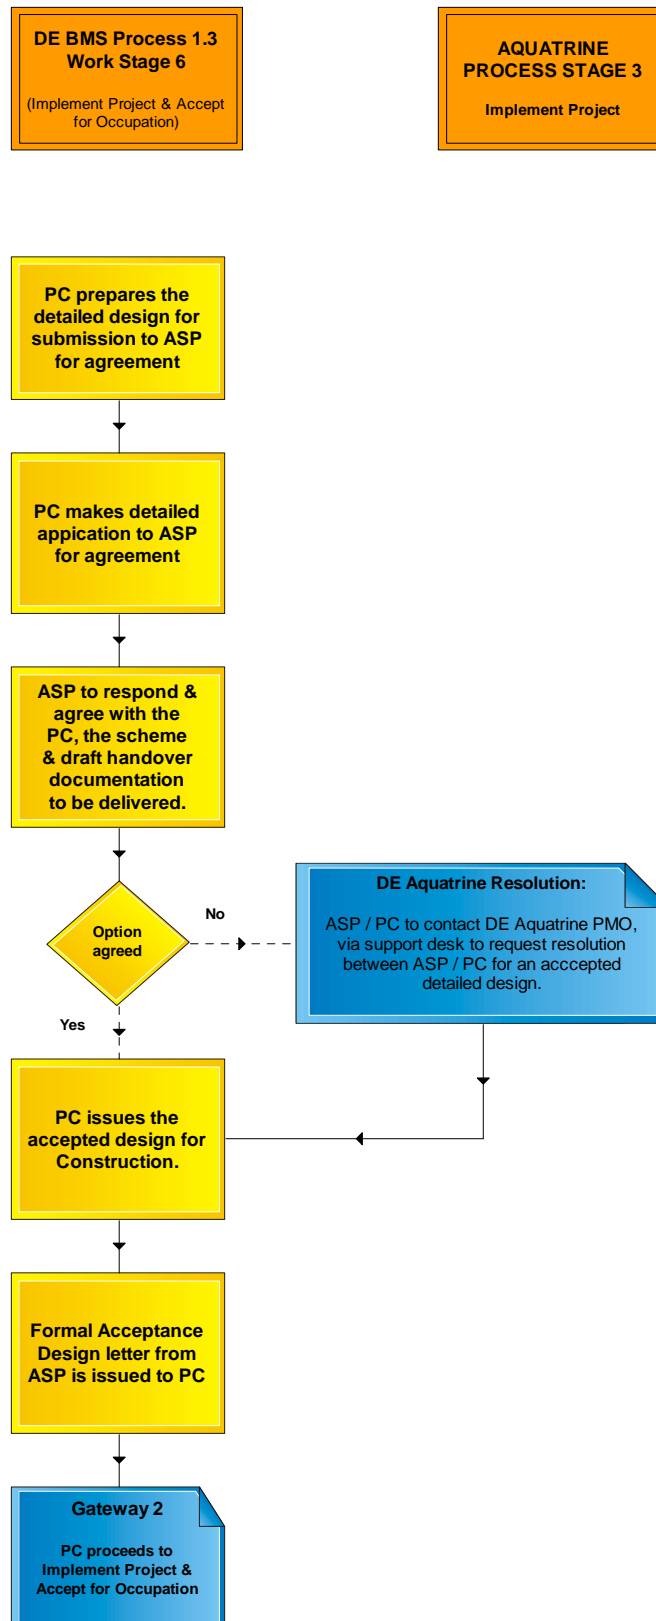 DE BMS Process 1.3
Work Stage 6
(Implement Project & Accept
for Occupation)
AQUATRINE
PROCESS STAGE 3
Implement Project
PC prepares the
detailed design for
submission to ASP
for agreement
PC makes detailed
appication to ASP
for agreement
ASP to respond &
agree with the
PC, the scheme
& draft handover
documentation
to be delivered.
Option
agreed
No
Yes
DE Aquatrine Resolution:
ASP / PC to contact DE Aquatrine PMO,
via support desk to request resolution
between ASP / PC for an acccepted
detailed design.
PC issues the
accepted design for
Construction.
Formal Acceptance
Design letter from
ASP is issued to PC
Gateway 2
PC proceeds to
Implement Project &
Accept for Occupation